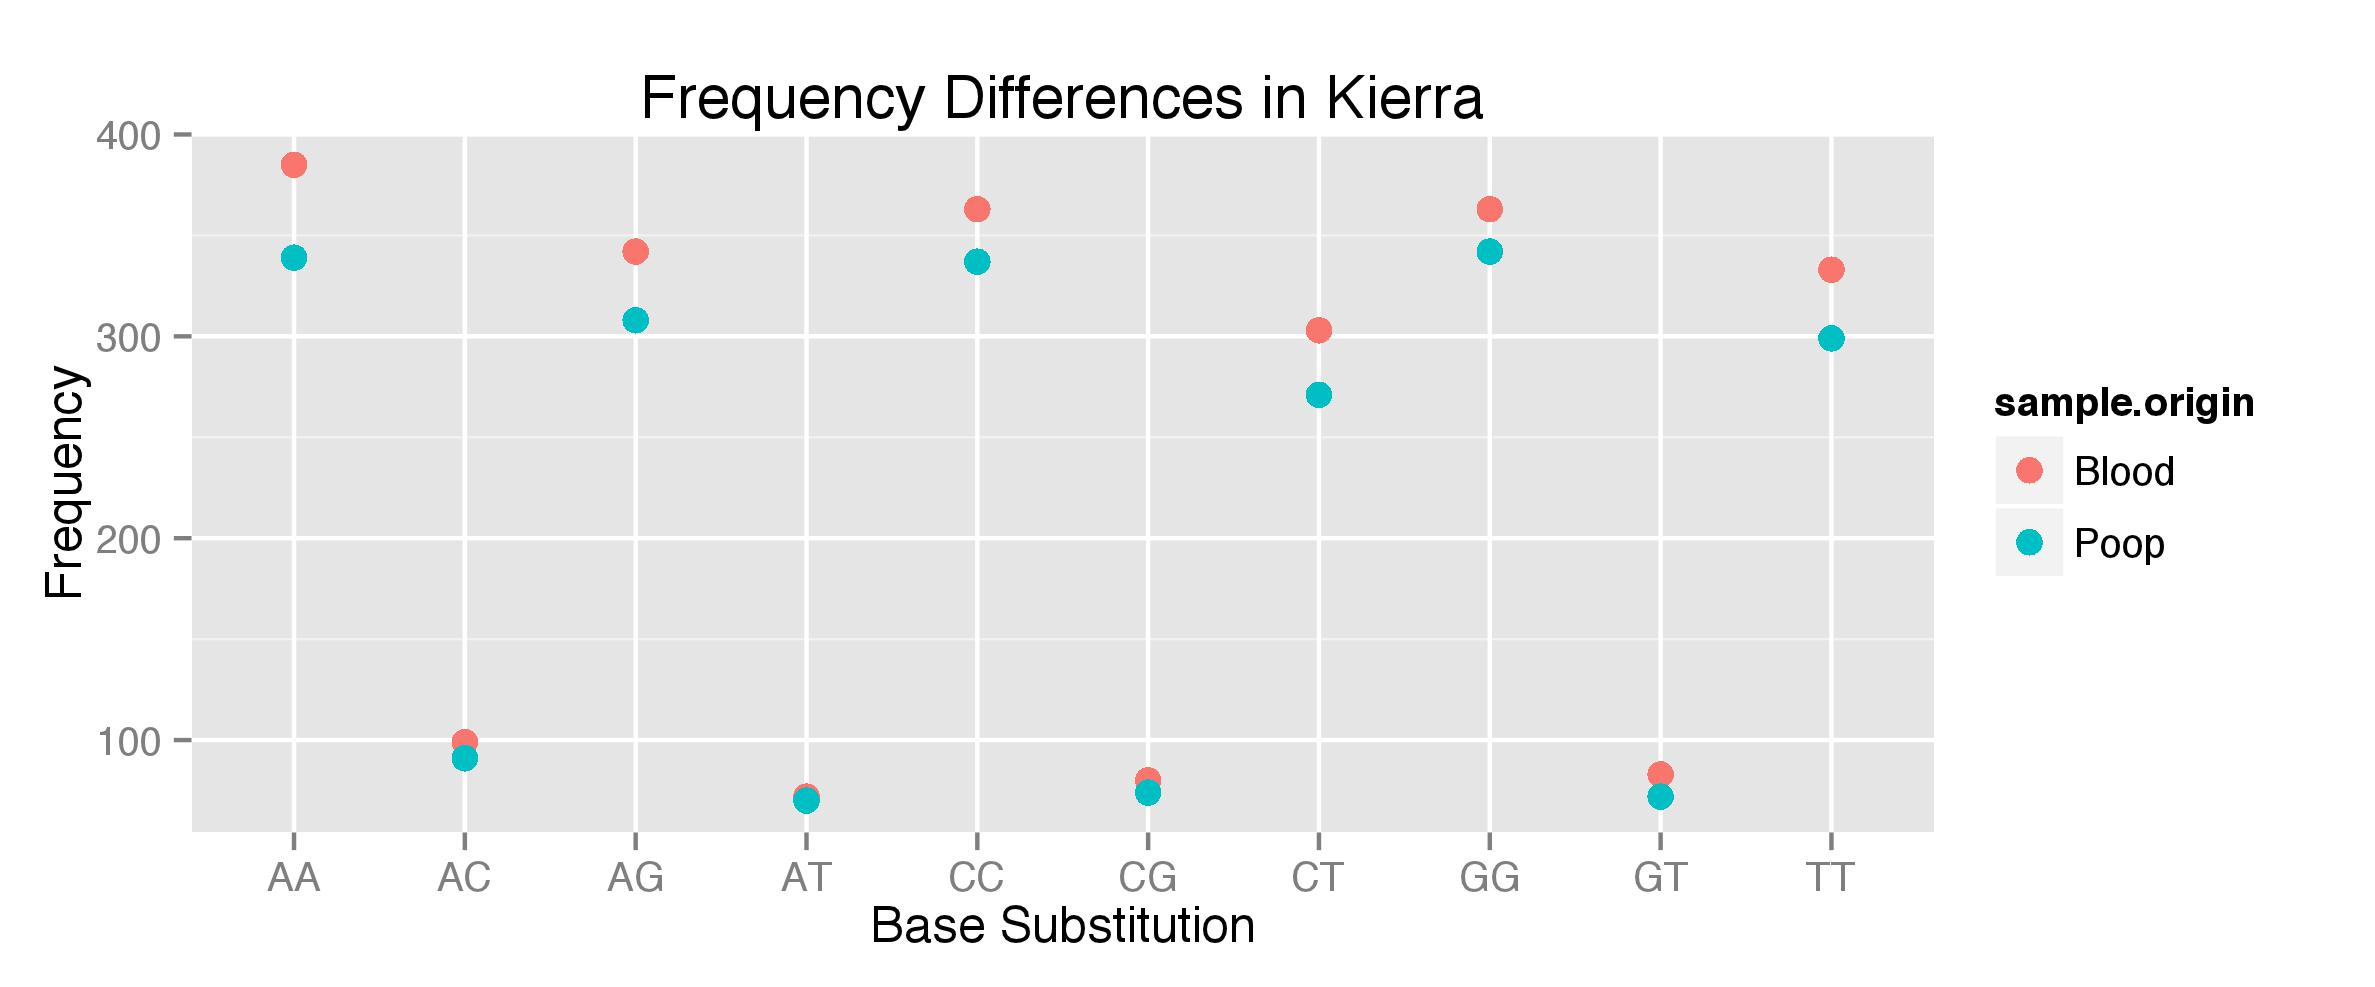 Frequency Differences in Kierra
400
300
200
100
Frequency
AA AC AG AT CC CG CT GG GT TT
Base Substitution
sample.origin
Blood
Poop